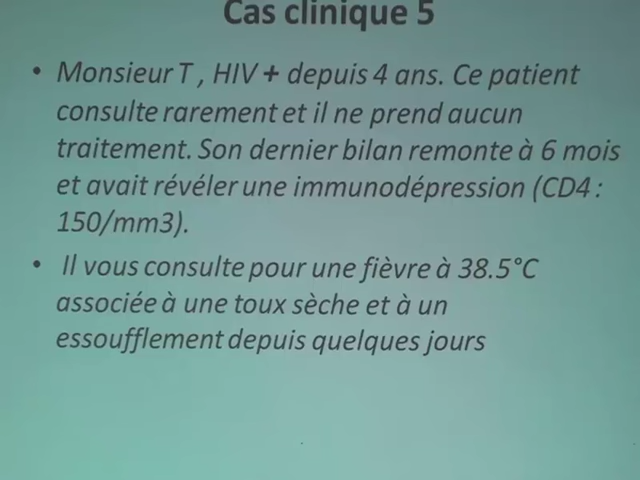 Cas clinique 5
• Monsieur T , HIV + depuis 4 ans. Ce patient
consulte rarement et il ne prend aucun
traitement. Son dernier bilan remonte à 6 mois
et avait révéler une immunodépression (CD4 :
150/mm3).
• Il vous consulte pour une fièvre à 38.5°C
associée à une toux sèche et à un
essoufflement depuis quelques jours